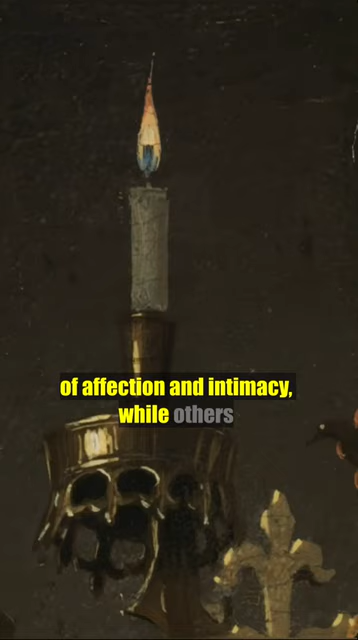 of affection and intimacy,
while others